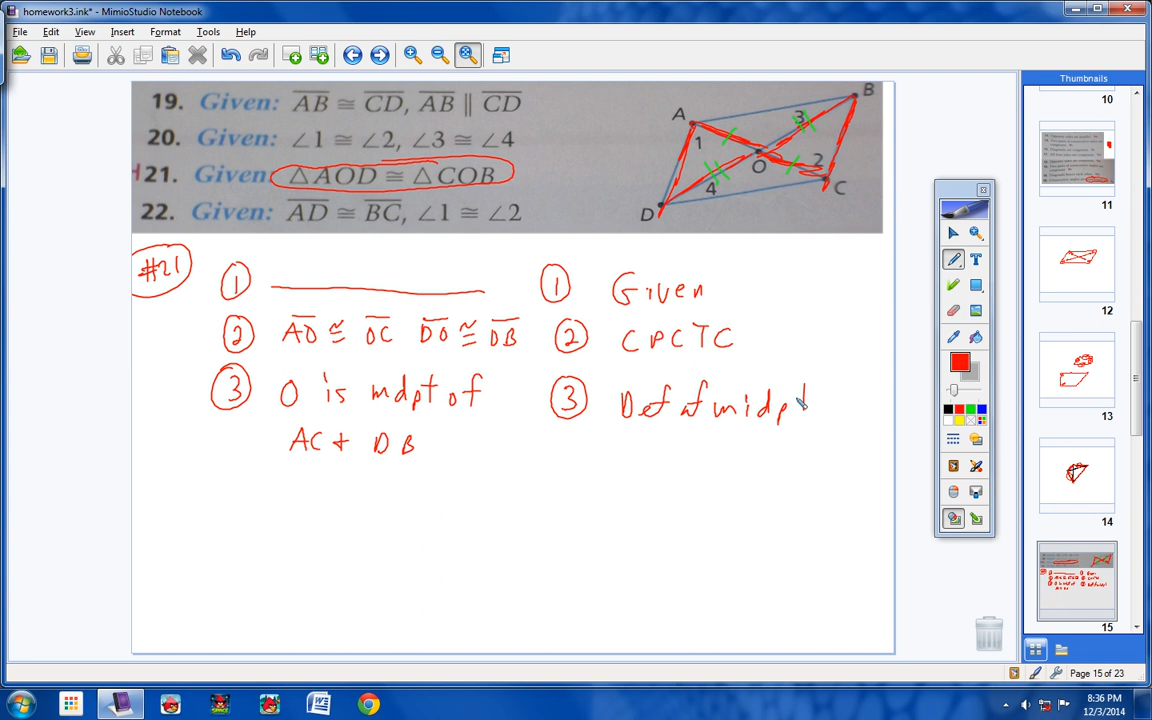 homework3.ink* - MimioStudio Notebook
File Edit View Insert Format Tools Help
Thumbnails
19. Given: AB ≅ CD, AB ∥ CD
20. Given: ∠1 ≅ ∠2, ∠3 ≅ ∠4
21. Given: △AOD ≅ △COB
22. Given: AD ≅ BC, ∠1 ≅ ∠2
A B 1 3 O 2 4 C D
#21
① ① Given
② AO ≅ OC DO ≅ OB ② CPCTC
③ O is mdpt of ③ Def of midpt
AC + DB
10
11
12
13
14
15
Page 15 of 23
8:36 PM
12/3/2014